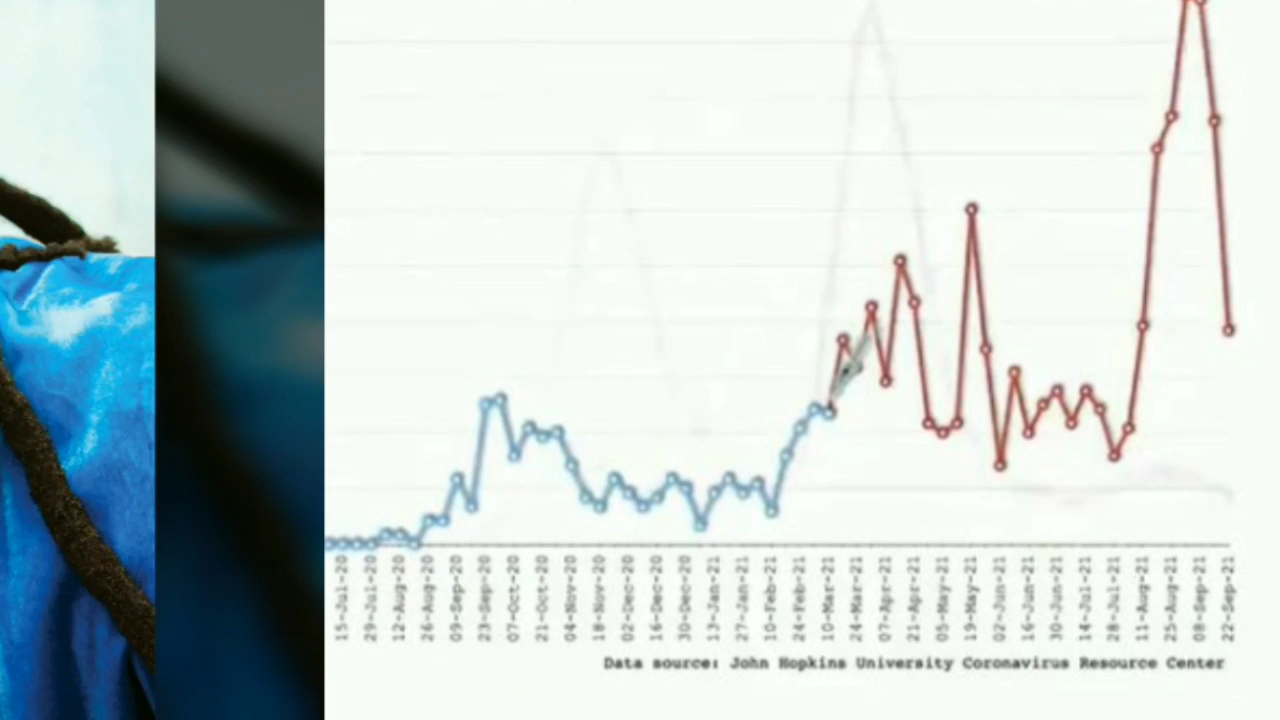 15-Jul-20
29-Jul-20
12-Aug-20
26-Aug-20
09-Sep-20
23-Sep-20
07-Oct-20
21-Oct-20
04-Nov-20
18-Nov-20
02-Dec-20
16-Dec-20
30-Dec-20
13-Jan-21
27-Jan-21
10-Feb-21
24-Feb-21
10-Mar-21
24-Mar-21
07-Apr-21
21-Apr-21
05-May-21
19-May-21
02-Jun-21
16-Jun-21
30-Jun-21
14-Jul-21
28-Jul-21
11-Aug-21
25-Aug-21
08-Sep-21
22-Sep-21
Data source: John Hopkins University Coronavirus Resource Center